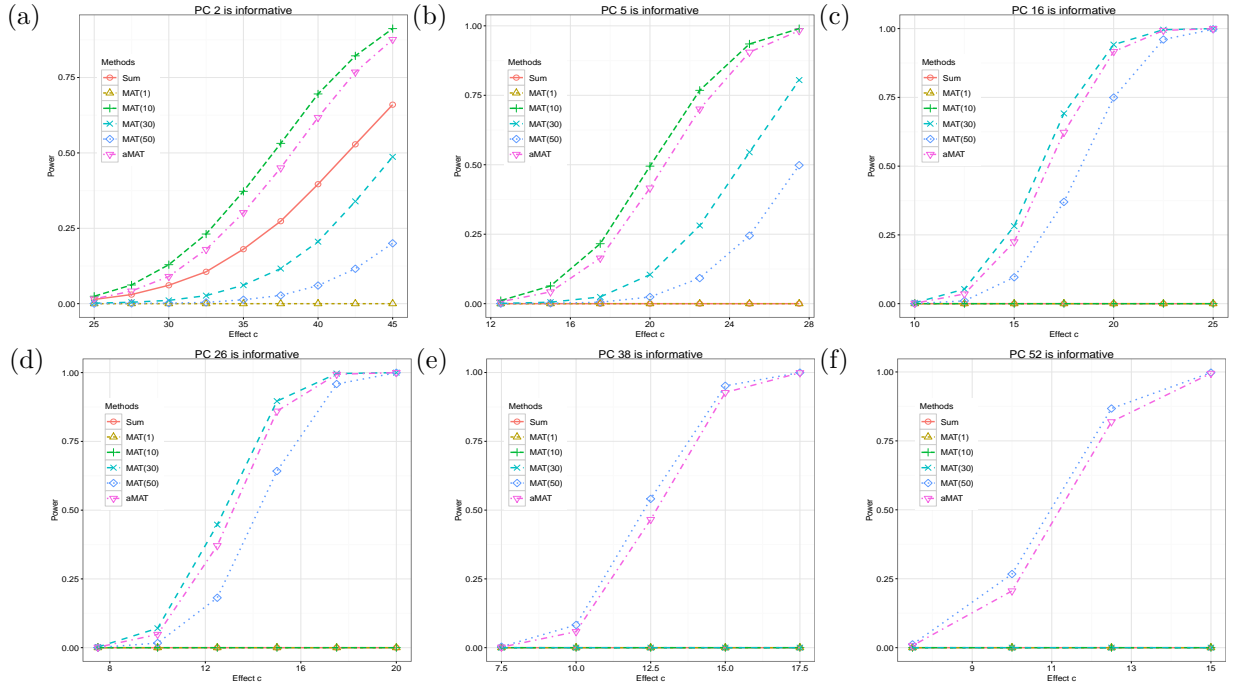 (a)
PC 2 is informative
Power
0.75
0.50
0.25
0.00
Methods
Sum
MAT(1)
MAT(10)
MAT(30)
MAT(50)
aMAT
25
30
35
40
45
Effect c
(b)
PC 5 is informative
Power
1.00
0.75
0.50
0.25
0.00
Methods
Sum
MAT(1)
MAT(10)
MAT(30)
MAT(50)
aMAT
12
16
20
24
28
Effect c
(c)
PC 16 is informative
Power
1.00
0.75
0.50
0.25
0.00
Methods
Sum
MAT(1)
MAT(10)
MAT(30)
MAT(50)
aMAT
10
15
20
25
Effect c
(d)
PC 26 is informative
Power
1.00
0.75
0.50
0.25
0.00
Methods
Sum
MAT(1)
MAT(10)
MAT(30)
MAT(50)
aMAT
8
12
16
20
Effect c
(e)
PC 38 is informative
Power
1.00
0.75
0.50
0.25
0.00
Methods
Sum
MAT(1)
MAT(10)
MAT(30)
MAT(50)
aMAT
7.5
10.0
12.5
15.0
17.5
Effect c
(f)
PC 52 is informative
Power
1.00
0.75
0.50
0.25
0.00
Methods
Sum
MAT(1)
MAT(10)
MAT(30)
MAT(50)
aMAT
9
11
13
15
Effect c